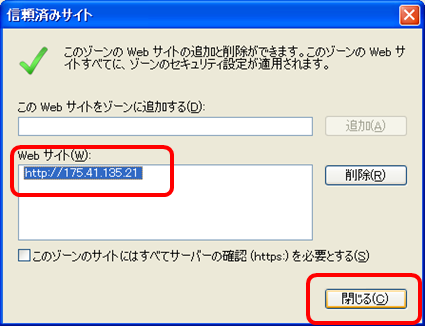 信頼済みサイト
このゾーンの Web サイトの追加と削除ができます。このゾーンの Web サ
イトすべてに、ゾーンのセキュリティ設定が適用されます。
この Web サイトをゾーンに追加する(D):
追加(A)
Web サイト(W):
http://175.41.135.21
削除(R)
このゾーンのサイトにはすべてサーバーの確認 (https:) を必要とする(S)
閉じる(C)